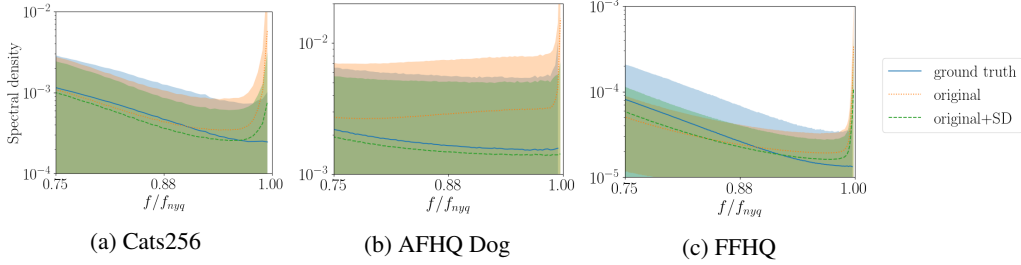 Spectral density
10⁻²
10⁻³
10⁻⁴
0.75
0.88
1.00
f/f_nyq
(a) Cats256
10⁻²
10⁻³
0.75
0.88
1.00
f/f_nyq
(b) AFHQ Dog
10⁻³
10⁻⁴
10⁻⁵
0.75
0.88
1.00
f/f_nyq
(c) FFHQ
ground truth
original
original+SD